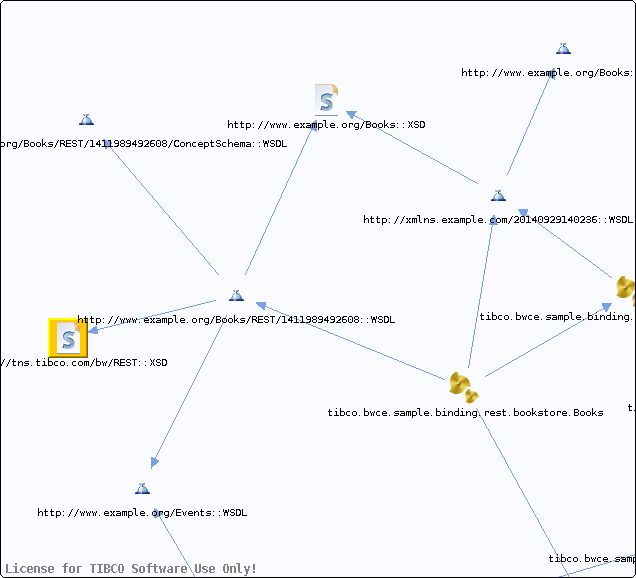 http://www.example.org/Books:
http://www.example.org/Books::XSD
org/Books/REST/1411989492608/ConceptSchema::WSDL
http://xmlns.example.com/20140929140236::WSDL
http://www.example.org/Books/REST/1411989492608::WSDL
tibco.bwce.sample.binding.
//tns.tibco.com/bw/REST::XSD
tibco.bwce.sample.binding.rest.bookstore.Books
t.
http://www.example.org/Events::WSDL
tibco.bwce.samp
License for TIBCO Software Use Only!